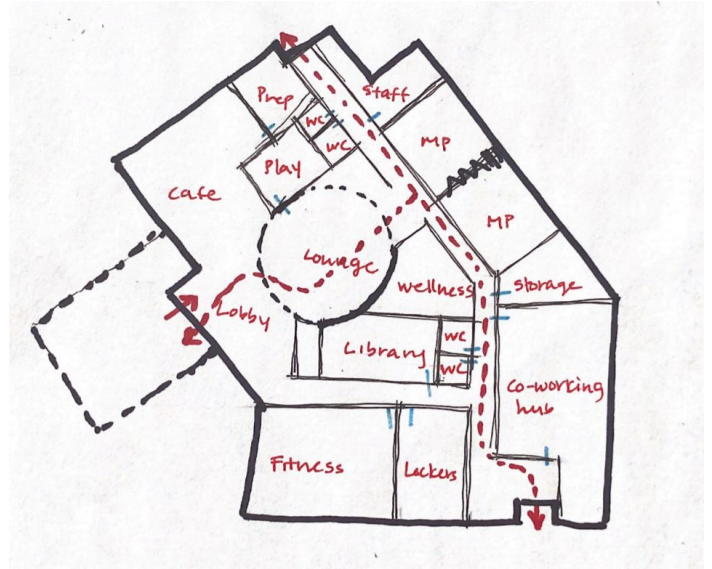 Prep
Staff
WC
WC
MP
Play
Cafe
MP
Lounge
Wellness
Storage
Lobby
Library
WC
WC
Co-working
hub
Fitness
Lockers